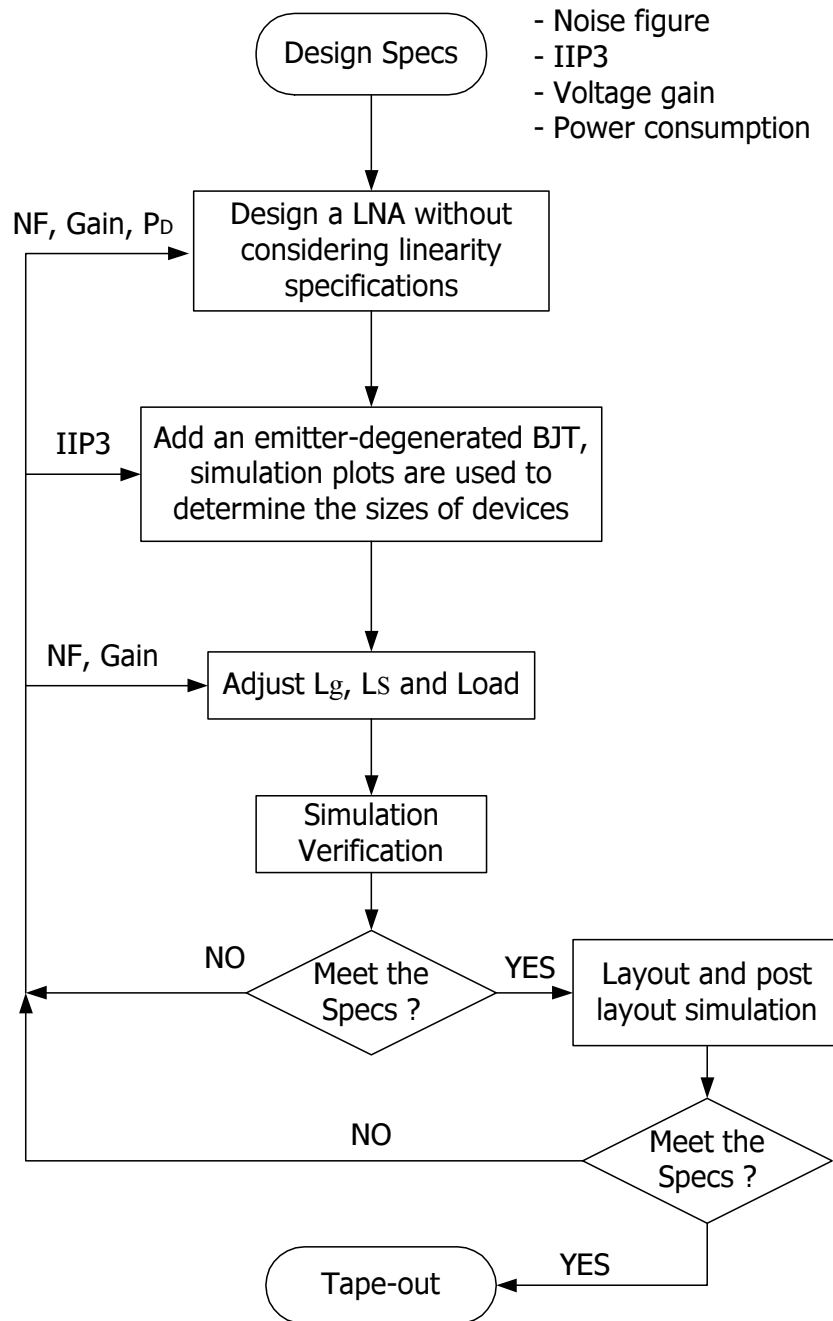 Design Specs
- Noise figure
- IIP3
- Voltage gain
- Power consumption
NF, Gain, PD
Design a LNA without
considering linearity
specifications
IIP3
Add an emitter-degenerated BJT,
simulation plots are used to
determine the sizes of devices
NF, Gain
Adjust Lg, LS and Load
Simulation
Verification
NO
Meet the
Specs ?
YES
Layout and post
layout simulation
NO
Meet the
Specs ?
YES
Tape-out